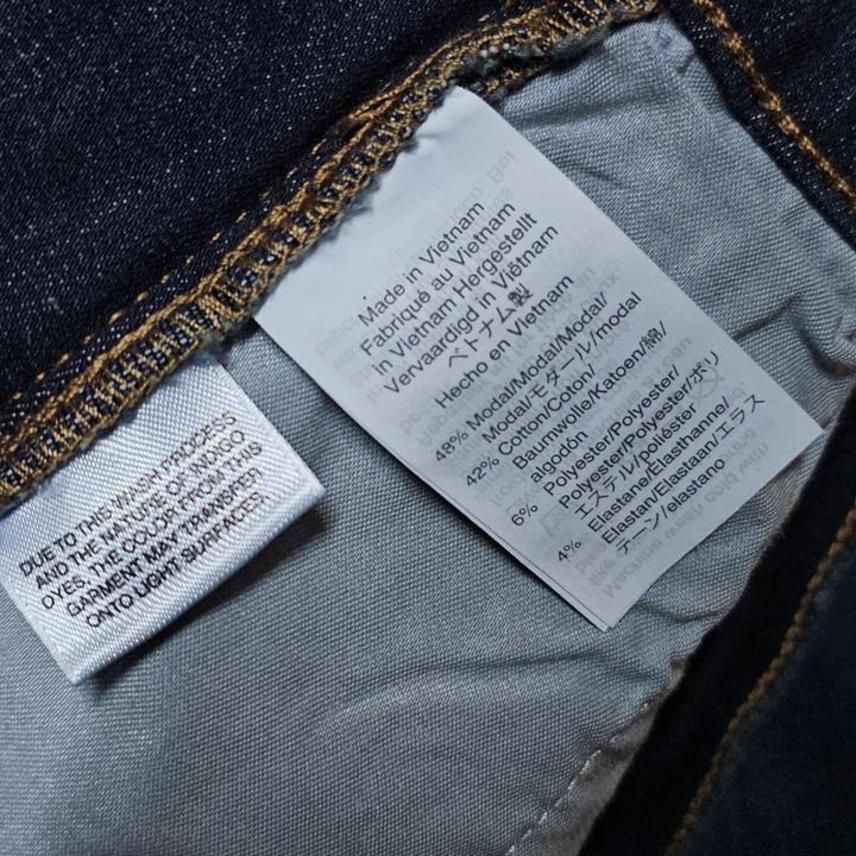 DUE TO THIS WASH PROCESS
AND THE NATURE OF INDIGO
DYES, THE COLOR FROM THIS
GARMENT MAY TRANSFER
ONTO LIGHT SURFACES.
Made in Vietnam
Fabriqué au Vietnam
in Vietnam Hergestellt
Vervaardigd in Viëtnam
ベトナム製
Hecho en Vietnam
48% Modal/Modal/Modal/
Modal/モダール/modal
42% Cotton/Coton/
Baumwolle/Katoen/綿/
algodón
6% Polyester/Polyester/
Polyester/Polyester/ポリ
エステル/poliéster
4% Elastane/Elasthanne/
Elastan/Elastaan/エラス
テーン/elastano